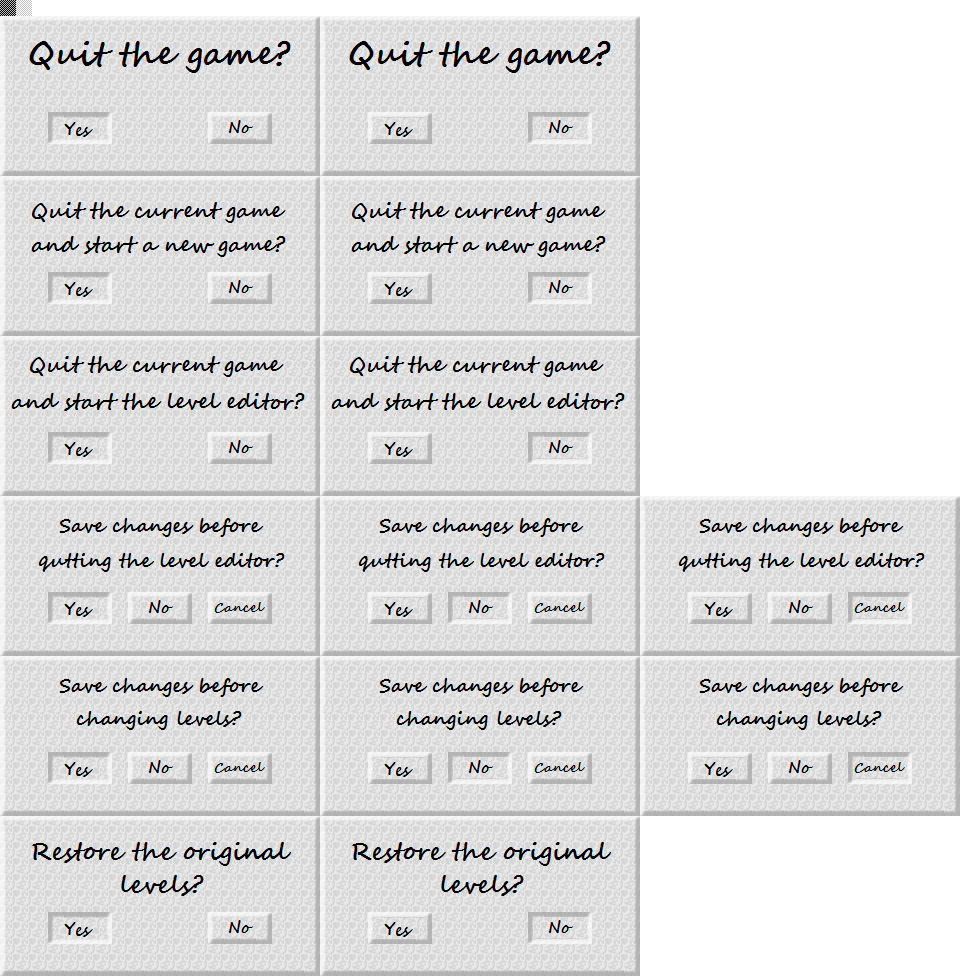 Quit the game?
Yes No
Quit the game?
Yes No
Quit the current game
and start a new game?
Yes No
Quit the current game
and start a new game?
Yes No
Quit the current game
and start the level editor?
Yes No
Quit the current game
and start the level editor?
Yes No
Save changes before
qutting the level editor?
Yes No Cancel
Save changes before
qutting the level editor?
Yes No Cancel
Save changes before
qutting the level editor?
Yes No Cancel
Save changes before
changing levels?
Yes No Cancel
Save changes before
changing levels?
Yes No Cancel
Save changes before
changing levels?
Yes No Cancel
Restore the original
levels?
Yes No
Restore the original
levels?
Yes No